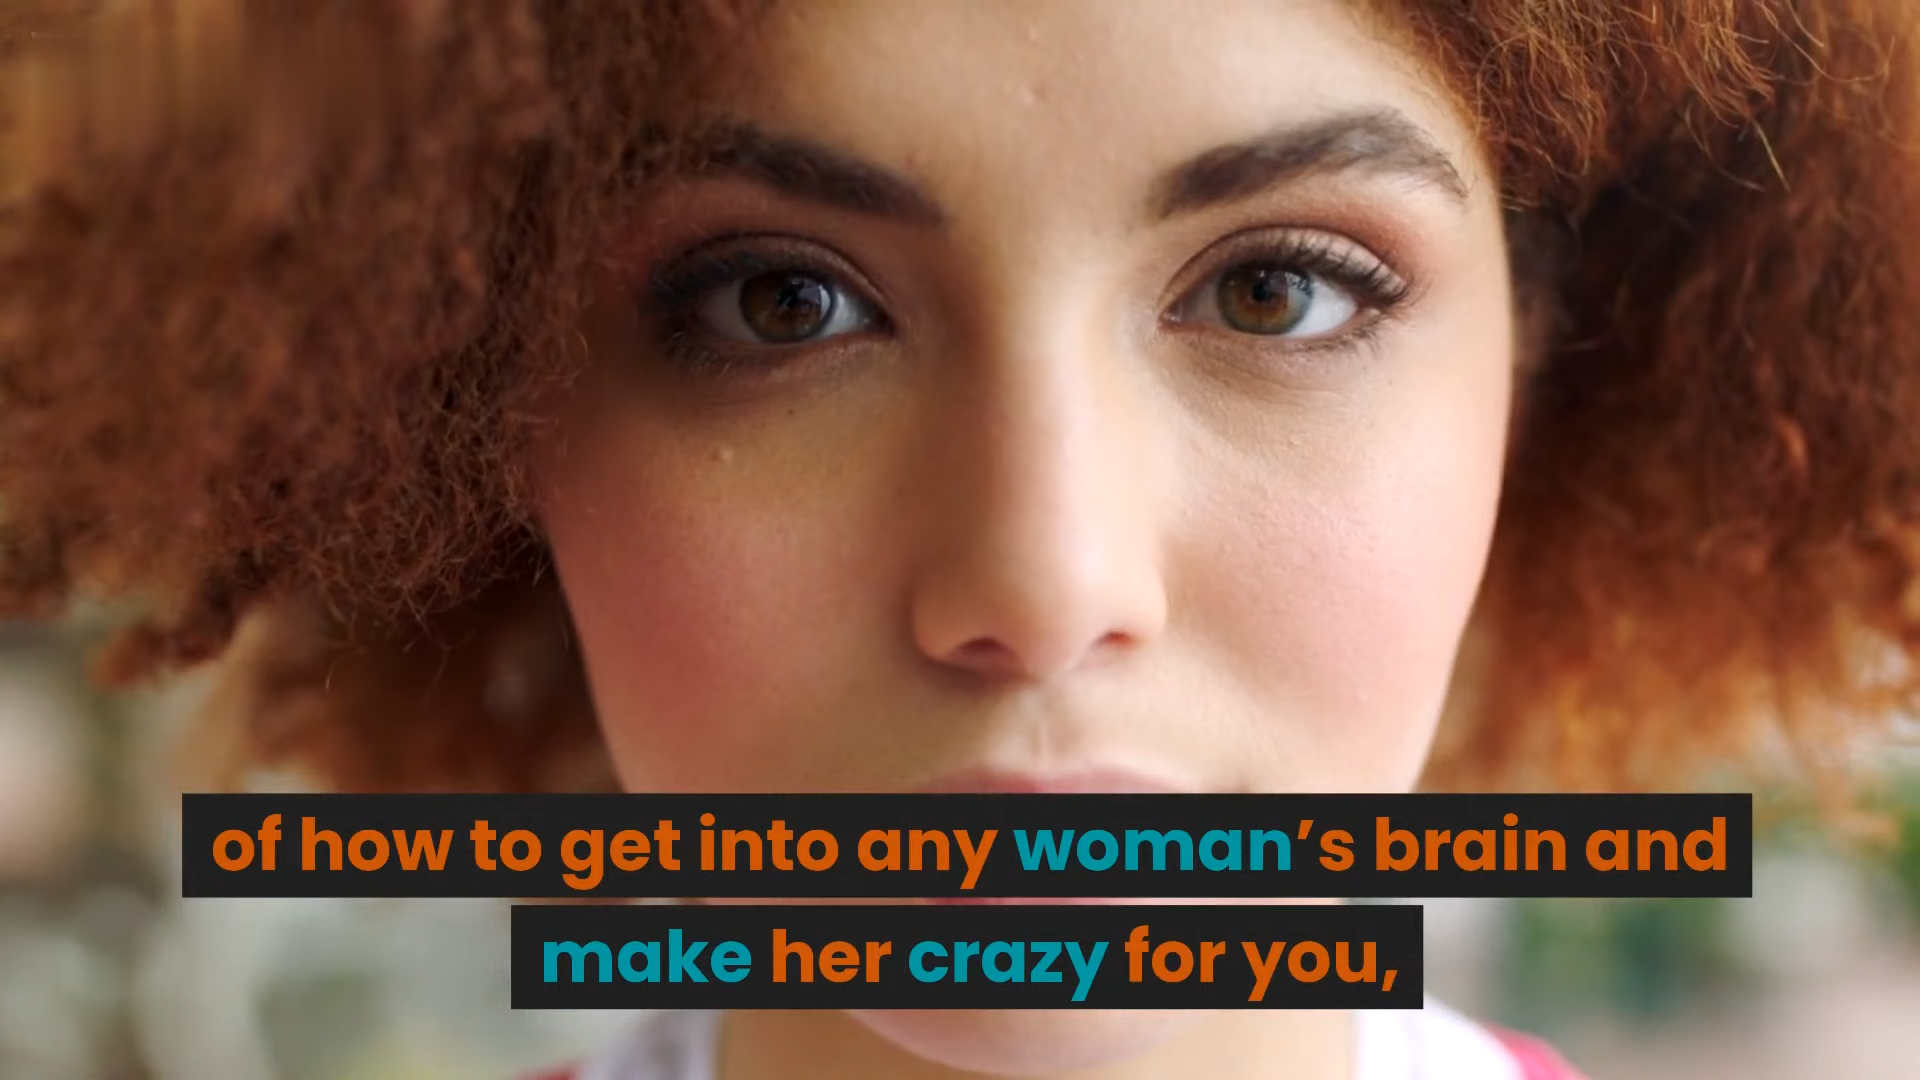 of how to get into any woman’s brain and
make her crazy for you,